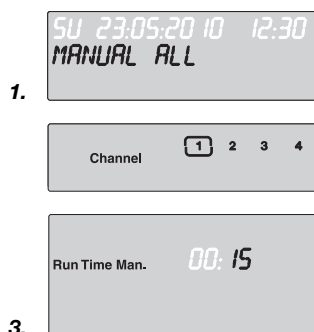 SU 23:05:2010 12:30
MANUAL ALL
1.
Channel 1 2 3 4
Run Time Man. 00:15
3.